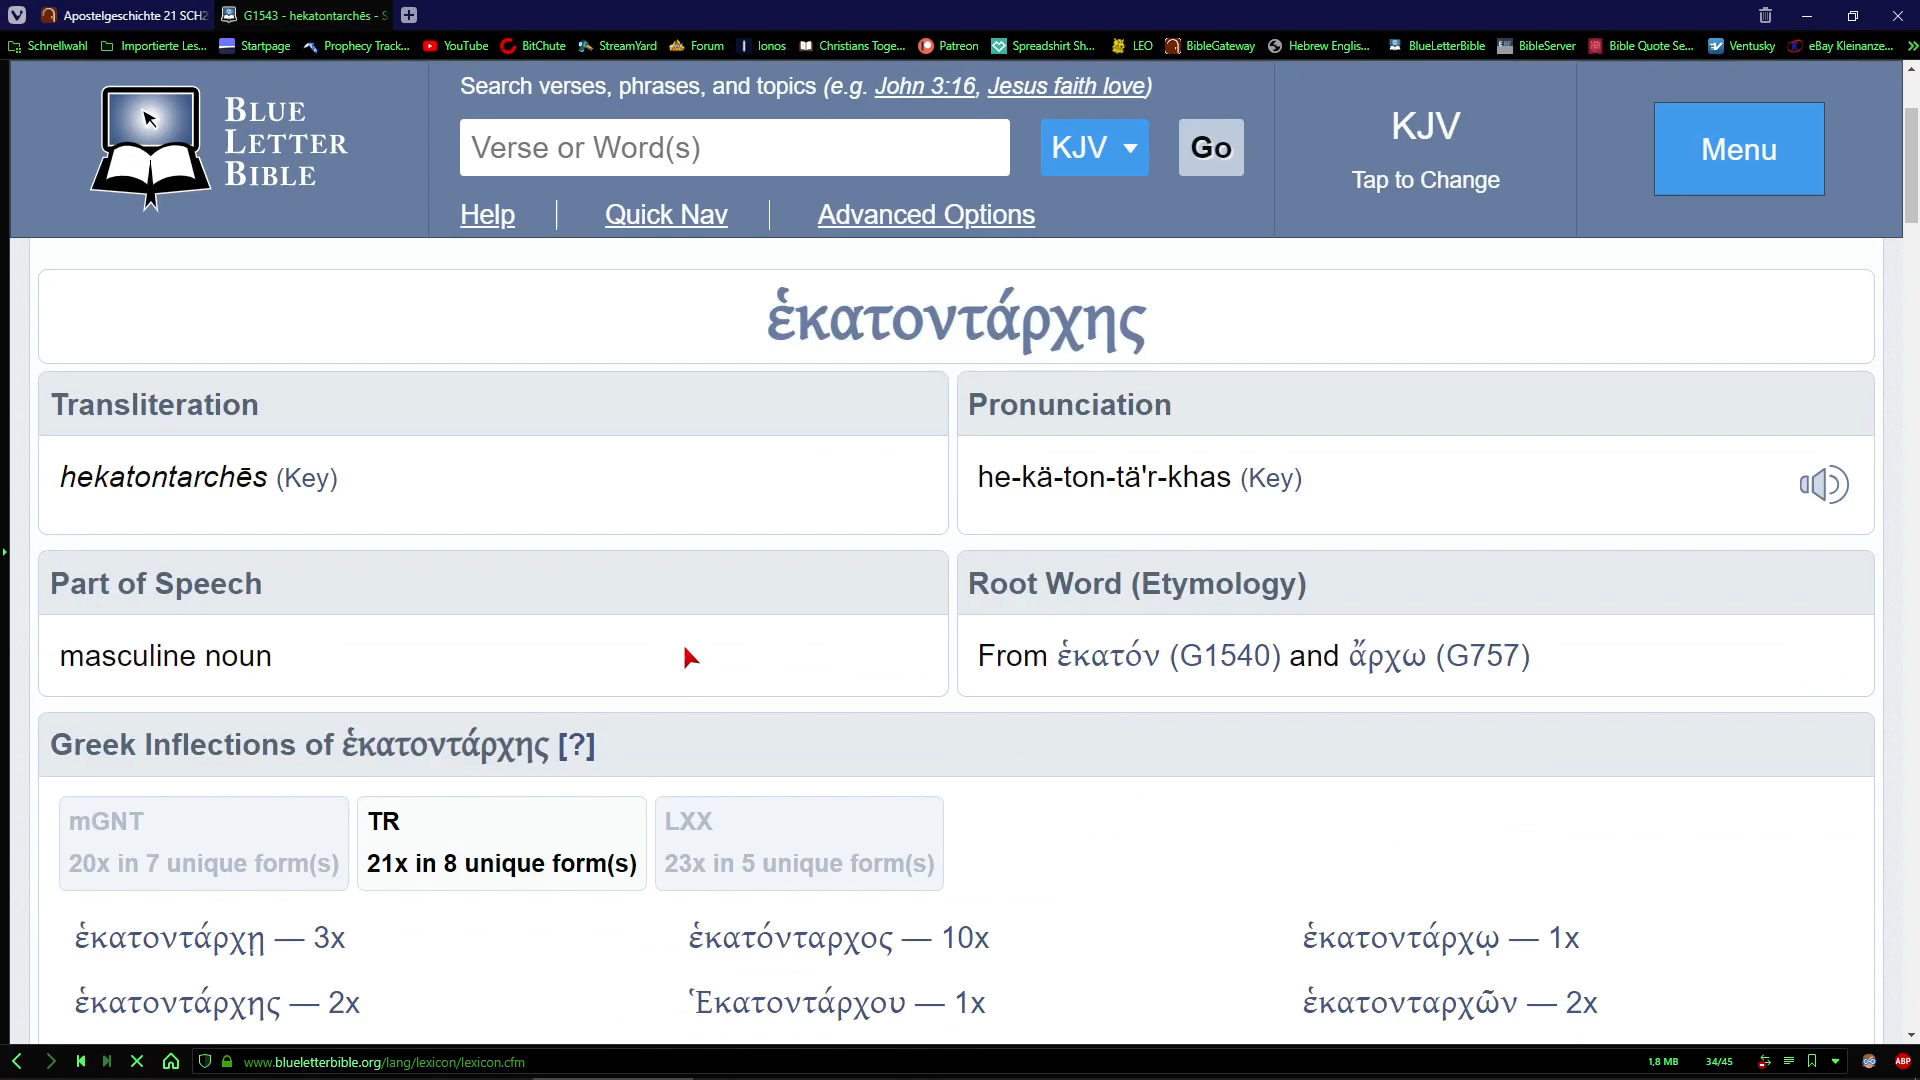 Apostelgeschichte 21 SCH2
G1543 - hekatontarchēs - S
Schnellwahl
Importierte Les...
Startpage
Prophecy Track...
YouTube
BitChute
StreamYard
Forum
Ionos
Christians Toge...
Patreon
Spreadshirt Sh...
LEO
BibleGateway
Hebrew Englis...
BlueLetterBible
BibleServer
Bible Quote Se...
Ventusky
eBay Kleinanze...
BLUE
LETTER
BIBLE
Search verses, phrases, and topics (e.g. John 3:16, Jesus faith love)
Verse or Word(s)
KJV
Go
Help
Quick Nav
Advanced Options
KJV
Tap to Change
Menu
ἑκατοντάρχης
Transliteration
hekatontarchēs (Key)
Pronunciation
he-kä-ton-tä'r-khas (Key)
Part of Speech
masculine noun
Root Word (Etymology)
From ἑκατόν (G1540) and ἄρχω (G757)
Greek Inflections of ἑκατοντάρχης [?]
mGNT
20x in 7 unique form(s)
TR
21x in 8 unique form(s)
LXX
23x in 5 unique form(s)
ἑκατοντάρχῃ — 3x
ἑκατόνταρχος — 10x
ἑκατοντάρχῳ — 1x
ἑκατοντάρχης — 2x
Ἑκατοντάρχου — 1x
ἑκατονταρχῶν — 2x
www.blueletterbible.org/lang/lexicon/lexicon.cfm
1,8 MB
34/45
ABP